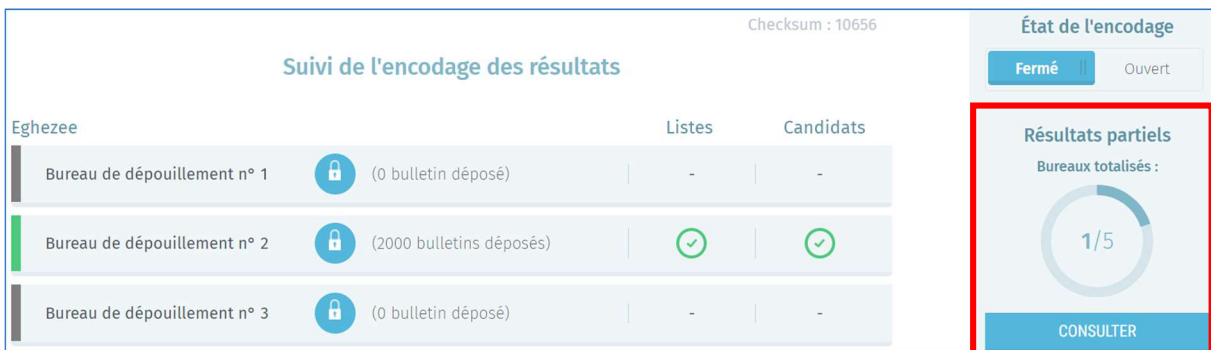 Checksum : 10656
État de l'encodage
Suivi de l'encodage des résultats
Fermé Ouvert
Eghezee Listes Candidats
Résultats partiels
Bureaux totalisés :
Bureau de dépouillement n° 1 (0 bulletin déposé) - -
Bureau de dépouillement n° 2 (2000 bulletins déposés)
1/5
Bureau de dépouillement n° 3 (0 bulletin déposé) - -
CONSULTER